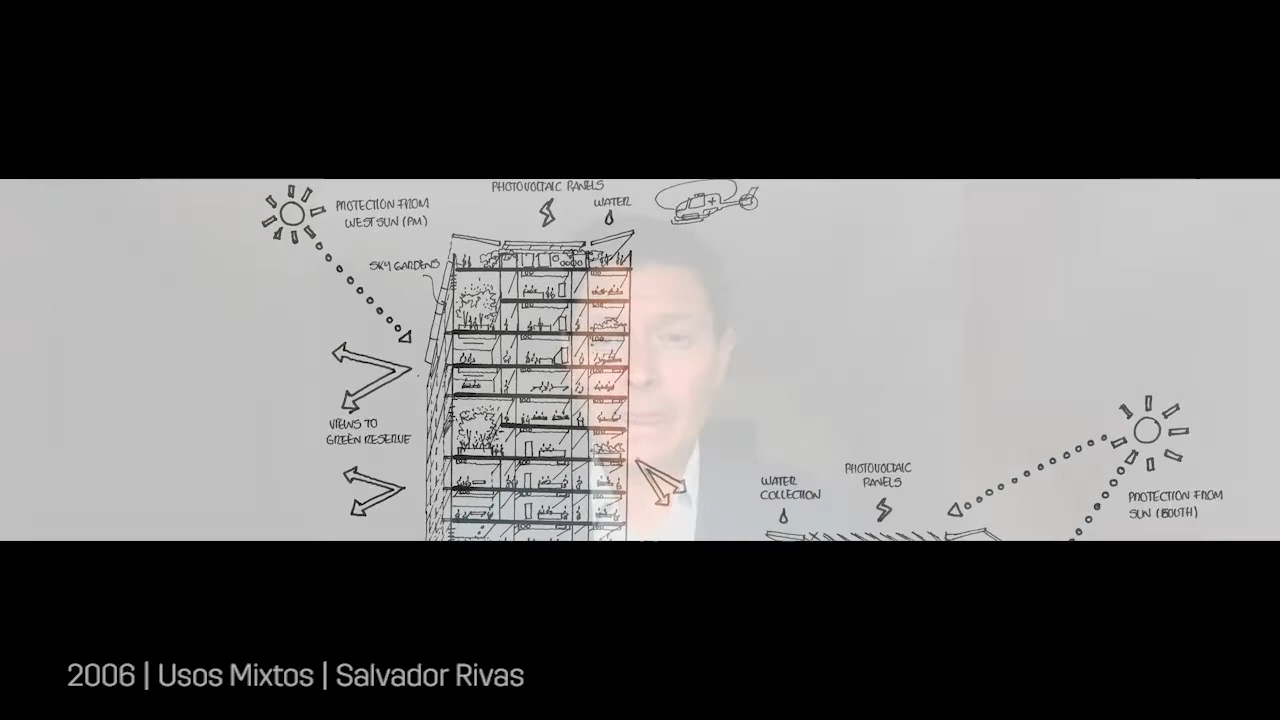 PHOTOVOLTAIC PANELS
PROTECTION FROM
WEST SUN (PM)
WATER
SKY GARDENS
VIEWS TO
GREEN RESERVE
WATER
COLLECTION
PHOTOVOLTAIC
PANELS
PROTECTION FROM
SUN (SOUTH)
2006 | Usos Mixtos | Salvador Rivas